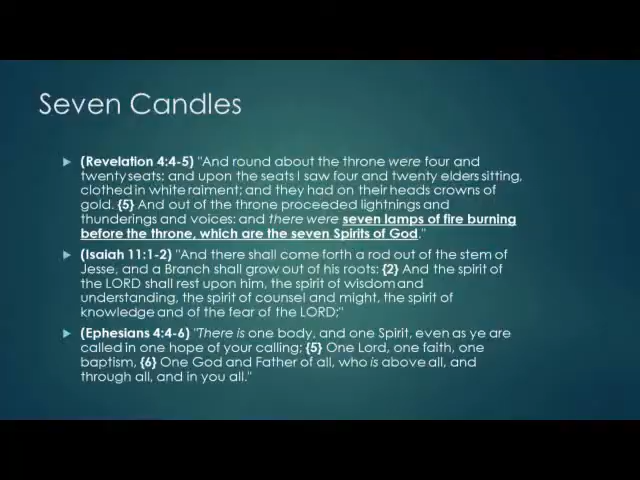 Seven Candles
(Revelation 4:4-5) "And round about the throne were four and
twenty seats: and upon the seats I saw four and twenty elders sitting,
clothed in white raiment; and they had on their heads crowns of
gold. {5} And out of the throne proceeded lightnings and
thunderings and voices: and there were seven lamps of fire burning
before the throne, which are the seven Spirits of God."
(Isaiah 11:1-2) "And there shall come forth a rod out of the stem of
Jesse, and a Branch shall grow out of his roots: {2} And the spirit of
the LORD shall rest upon him, the spirit of wisdom and
understanding, the spirit of counsel and might, the spirit of
knowledge and of the fear of the LORD;"
(Ephesians 4:4-6) "There is one body, and one Spirit, even as ye are
called in one hope of your calling; {5} One Lord, one faith, one
baptism, {6} One God and Father of all, who is above all, and
through all, and in you all."